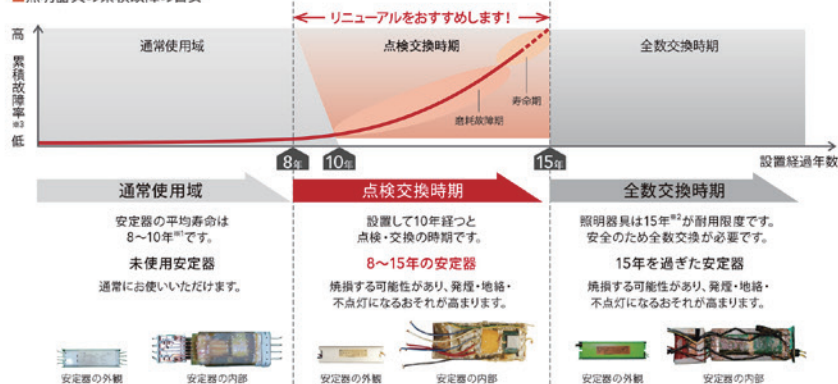 ■照明器具の累積故障の目安
リニューアルをおすすめします!
高
累積故障率※3
低
通常使用域
点検交換時期
全数交換時期
寿命期
磨耗故障期
8年
10年
15年
設置経過年数
通常使用域
安定器の平均寿命は
8〜10年※1です。
未使用安定器
通常にお使いいただけます。
安定器の外観
安定器の内部
点検交換時期
設置して10年経つと
点検・交換の時期です。
8〜15年の安定器
焼損する可能性があり、発煙・地絡・
不点灯になるおそれが高まります。
安定器の外観
安定器の内部
全数交換時期
照明器具は15年※2が耐用限度です。
安全のため全数交換が必要です。
15年を過ぎた安定器
焼損する可能性があり、発煙・地絡・
不点灯になるおそれが高まります。
安定器の外観
安定器の内部